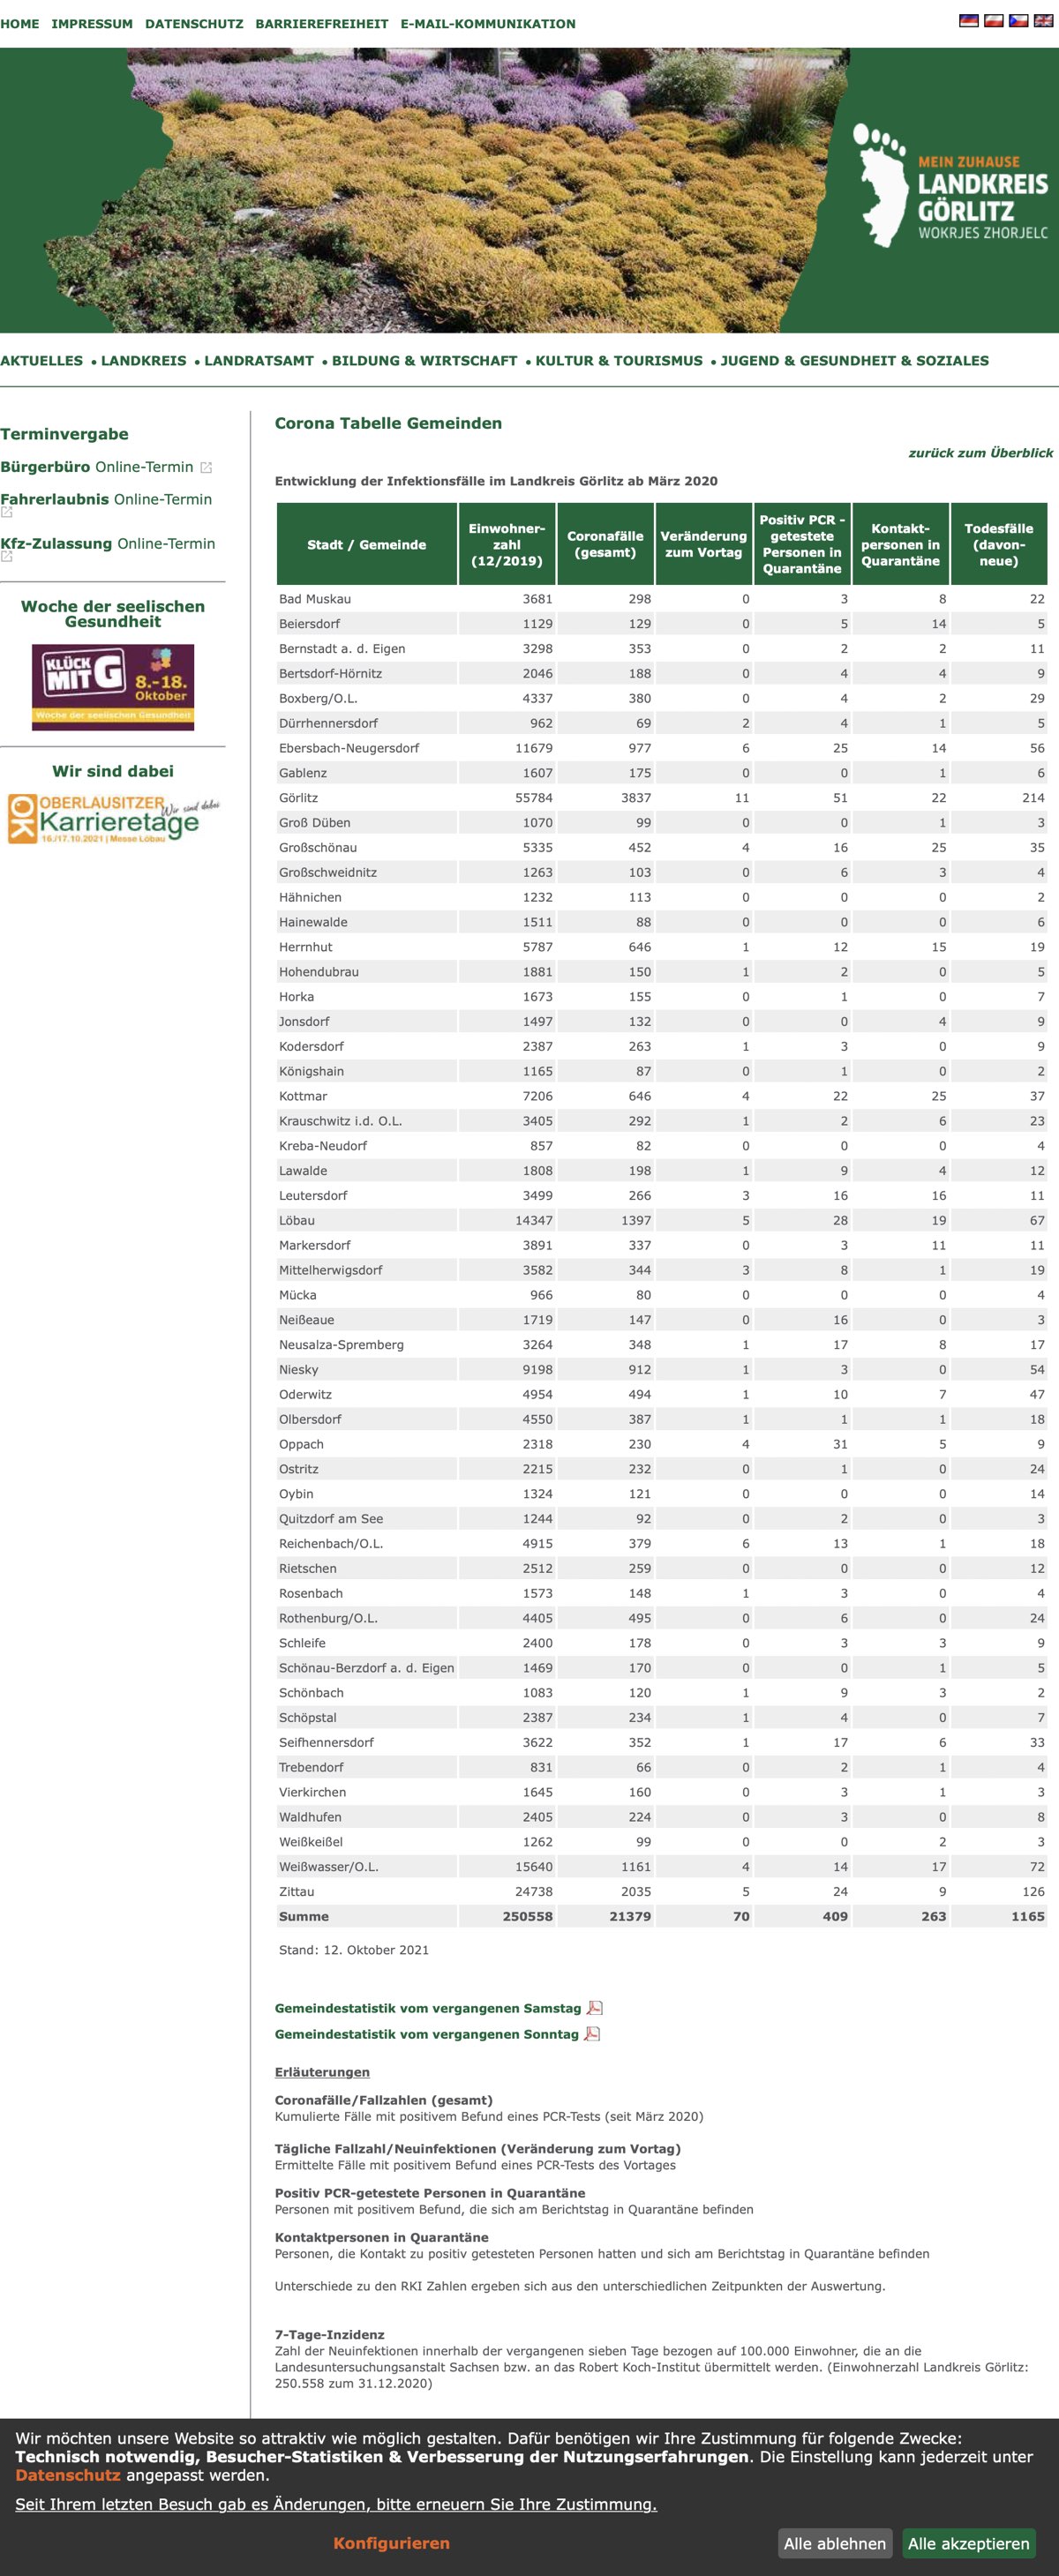 HOME IMPRESSUM DATENSCHUTZ BARRIEREFREIHEIT E-MAIL-KOMMUNIKATION
MEIN ZUHAUSE
LANDKREIS
GÖRLITZ
WOKRJES ZHORJELC
AKTUELLES • LANDKREIS • LANDRATSAMT • BILDUNG & WIRTSCHAFT • KULTUR & TOURISMUS • JUGEND & GESUNDHEIT & SOZIALES
Terminvergabe
Bürgerbüro Online-Termin
Fahrerlaubnis Online-Termin
Kfz-Zulassung Online-Termin
Woche der seelischen
Gesundheit
KLÜCK
MIT G
8.-18.
Oktober
Woche der seelischen Gesundheit
Wir sind dabei
OK OBERLAUSITZER
Wir sind dabei
Karrieretage
16./17.10.2021 | Messe Löbau
Corona Tabelle Gemeinden
zurück zum Überblick
Entwicklung der Infektionsfälle im Landkreis Görlitz ab März 2020
Stadt / Gemeinde Einwohner-zahl (12/2019) Coronafälle (gesamt) Veränderung zum Vortag Positiv PCR - getestete Personen in Quarantäne Kontakt-personen in Quarantäne Todesfälle (davon-neue)
Bad Muskau 3681 298 0 3 8 22
Beiersdorf 1129 129 0 5 14 5
Bernstadt a. d. Eigen 3298 353 0 2 2 11
Bertsdorf-Hörnitz 2046 188 0 4 4 9
Boxberg/O.L. 4337 380 0 4 2 29
Dürrhennersdorf 962 69 2 4 1 5
Ebersbach-Neugersdorf 11679 977 6 25 14 56
Gablenz 1607 175 0 0 1 6
Görlitz 55784 3837 11 51 22 214
Groß Düben 1070 99 0 0 1 3
Großschönau 5335 452 4 16 25 35
Großschweidnitz 1263 103 0 6 3 4
Hähnichen 1232 113 0 0 0 2
Hainewalde 1511 88 0 0 0 6
Herrnhut 5787 646 1 12 15 19
Hohendubrau 1881 150 1 2 0 5
Horka 1673 155 0 1 0 7
Jonsdorf 1497 132 0 0 4 9
Kodersdorf 2387 263 1 3 0 9
Königshain 1165 87 0 1 0 2
Kottmar 7206 646 4 22 25 37
Krauschwitz i.d. O.L. 3405 292 1 2 6 23
Kreba-Neudorf 857 82 0 0 0 4
Lawalde 1808 198 1 9 4 12
Leutersdorf 3499 266 3 16 16 11
Löbau 14347 1397 5 28 19 67
Markersdorf 3891 337 0 3 11 11
Mittelherwigsdorf 3582 344 3 8 1 19
Mücka 966 80 0 0 0 4
Neißeaue 1719 147 0 16 0 3
Neusalza-Spremberg 3264 348 1 17 8 17
Niesky 9198 912 1 3 0 54
Oderwitz 4954 494 1 10 7 47
Olbersdorf 4550 387 1 1 1 18
Oppach 2318 230 4 31 5 9
Ostritz 2215 232 0 1 0 24
Oybin 1324 121 0 0 0 14
Quitzdorf am See 1244 92 0 2 0 3
Reichenbach/O.L. 4915 379 6 13 1 18
Rietschen 2512 259 0 0 0 12
Rosenbach 1573 148 1 3 0 4
Rothenburg/O.L. 4405 495 0 6 0 24
Schleife 2400 178 0 3 3 9
Schönau-Berzdorf a. d. Eigen 1469 170 0 0 1 5
Schönbach 1083 120 1 9 3 2
Schöpstal 2387 234 1 4 0 7
Seifhennersdorf 3622 352 1 17 6 33
Trebendorf 831 66 0 2 1 4
Vierkirchen 1645 160 0 3 1 3
Waldhufen 2405 224 0 3 0 8
Weißkeißel 1262 99 0 0 2 3
Weißwasser/O.L. 15640 1161 4 14 17 72
Zittau 24738 2035 5 24 9 126
Summe 250558 21379 70 409 263 1165
Stand: 12. Oktober 2021
Gemeindestatistik vom vergangenen Samstag
Gemeindestatistik vom vergangenen Sonntag
Erläuterungen
Coronafälle/Fallzahlen (gesamt)
Kumulierte Fälle mit positivem Befund eines PCR-Tests (seit März 2020)
Tägliche Fallzahl/Neuinfektionen (Veränderung zum Vortag)
Ermittelte Fälle mit positivem Befund eines PCR-Tests des Vortages
Positiv PCR-getestete Personen in Quarantäne
Personen mit positivem Befund, die sich am Berichtstag in Quarantäne befinden
Kontaktpersonen in Quarantäne
Personen, die Kontakt zu positiv getesteten Personen hatten und sich am Berichtstag in Quarantäne befinden
Unterschiede zu den RKI Zahlen ergeben sich aus den unterschiedlichen Zeitpunkten der Auswertung.
7-Tage-Inzidenz
Zahl der Neuinfektionen innerhalb der vergangenen sieben Tage bezogen auf 100.000 Einwohner, die an die
Landesuntersuchungsanstalt Sachsen bzw. an das Robert Koch-Institut übermittelt werden. (Einwohnerzahl Landkreis Görlitz:
250.558 zum 31.12.2020)
Wir möchten unsere Website so attraktiv wie möglich gestalten. Dafür benötigen wir Ihre Zustimmung für folgende Zwecke:
Technisch notwendig, Besucher-Statistiken & Verbesserung der Nutzungserfahrungen. Die Einstellung kann jederzeit unter
Datenschutz angepasst werden.
Seit Ihrem letzten Besuch gab es Änderungen, bitte erneuern Sie Ihre Zustimmung.
Konfigurieren Alle ablehnen Alle akzeptieren